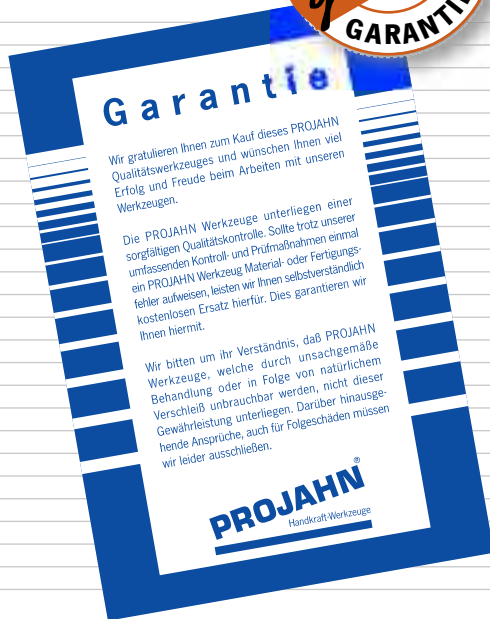 GARANTIE
Garantie
Wir gratulieren Ihnen zum Kauf dieses PROJAHN
Qualitätswerkzeuges und wünschen Ihnen viel
Erfolg und Freude beim Arbeiten mit unseren
Werkzeugen.
Die PROJAHN Werkzeuge unterliegen einer
sorgfältigen Qualitätskontrolle. Sollte trotz unserer
umfassenden Kontroll- und Prüfmaßnahmen einmal
ein PROJAHN Werkzeug Material- oder Fertigungs-
fehler aufweisen, leisten wir Ihnen selbstverständlich
kostenlosen Ersatz hierfür. Dies garantieren wir
Ihnen hiermit.
Wir bitten um ihr Verständnis, daß PROJAHN
Werkzeuge, welche durch unsachgemäße
Behandlung oder in Folge von natürlichem
Verschleiß unbrauchbar werden, nicht dieser
Gewährleistung unterliegen. Darüber hinausge-
hende Ansprüche, auch für Folgeschäden müssen
wir leider ausschließen.
PROJAHN®
Handkraft-Werkzeuge